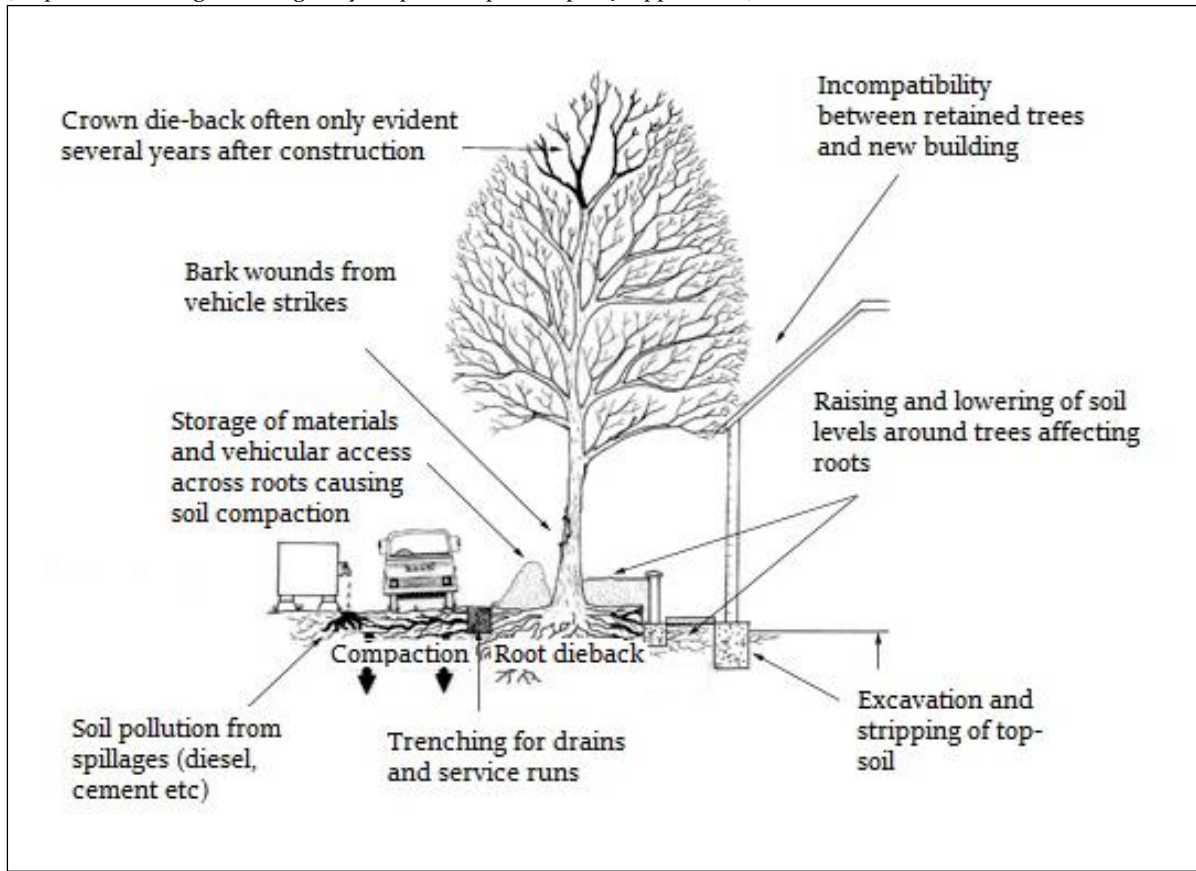 Crown die-back often only evident
several years after construction
Incompatibility
between retained trees
and new building
Bark wounds from
vehicle strikes
Storage of materials
and vehicular access
across roots causing
soil compaction
Raising and lowering of soil
levels around trees affecting
roots
Compaction
Root dieback
Soil pollution from
spillages (diesel,
cement etc)
Trenching for drains
and service runs
Excavation and
stripping of top-
soil